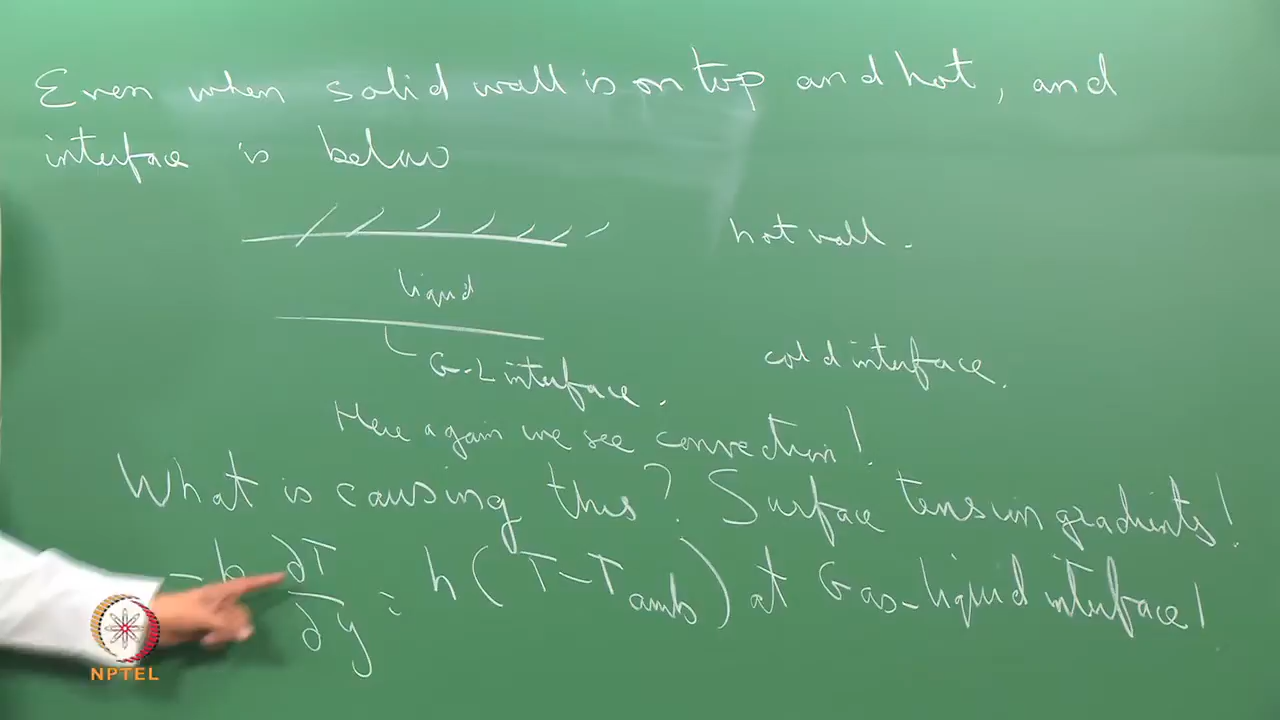 Even when solid wall is on top and hot, and
interface is below
hot wall.
liquid
G-L interface.
cold interface.
Here again we see convection!
What is causing this? Surface tension gradients!
- k ∂T/∂y = h(T-Tamb) at Gas-liquid interface!
NPTEL